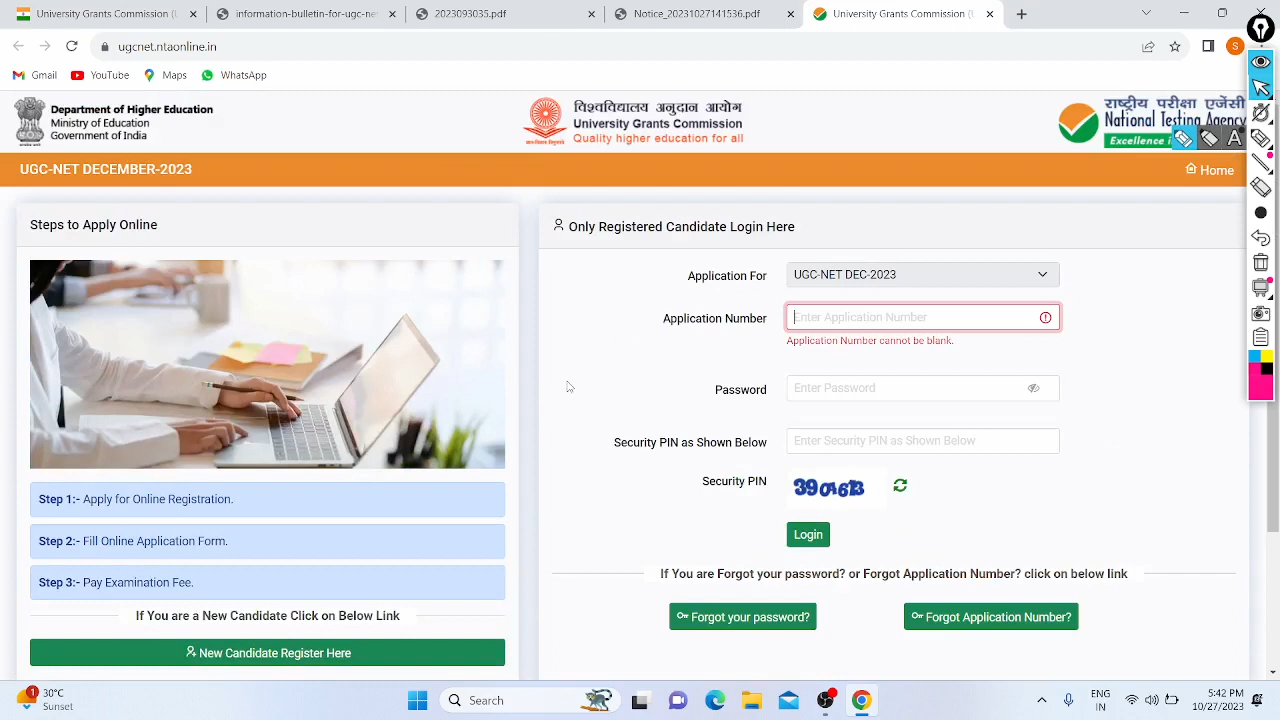 University Grants Commission (
information-bulletin-for-ugc-n
Notice_202310
.pdf
University Commission (
ugcnet.ntaonline.in
S
Gmail
YouTube
Maps
WhatsApp
Department of Higher Education
Ministry of Education
Government of India
विश्वविद्यालय अनुदान आयोग
University Grants Commission
Quality higher education for all
राष्ट्रीय परीक्षा एजेंसी
National Testing Agency
Excellence i
UGC-NET DECEMBER-2023
Home
Steps to Apply Online
Step 1:- Apply for Online Registration.
Step 2:- Fill Online Application Form.
Step 3:- Pay Examination Fee.
If You are a New Candidate Click on Below Link
New Candidate Register Here
Only Registered Candidate Login Here
Application For
UGC-NET DEC-2023
Application Number
Enter Application Number
Application Number cannot be blank.
Password
Enter Password
Security PIN as Shown Below
Enter Security PIN as Shown Below
Security PIN
Login
If You are Forgot your password? or Forgot Application Number? click on below link
Forgot your password?
Forgot Application Number?
A
1
30°C
Sunset
Search
ENG
IN
5:42 PM
10/27/2023